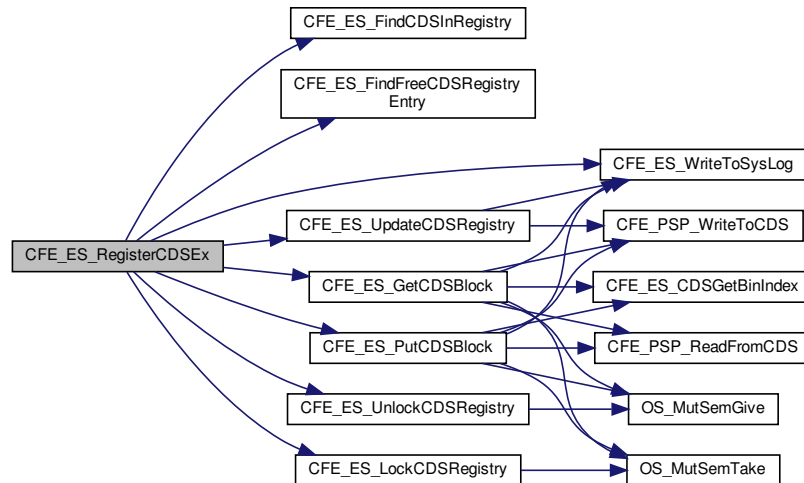 CFE_ES_FindCDSInRegistry
CFE_ES_FindFreeCDSRegistry
Entry
CFE_ES_WriteToSysLog
CFE_ES_UpdateCDSRegistry
CFE_PSP_WriteToCDS
CFE_ES_RegisterCDSEx
CFE_ES_GetCDSBlock
CFE_ES_CDSGetBinIndex
CFE_ES_PutCDSBlock
CFE_PSP_ReadFromCDS
CFE_ES_UnlockCDSRegistry
OS_MutSemGive
CFE_ES_LockCDSRegistry
OS_MutSemTake